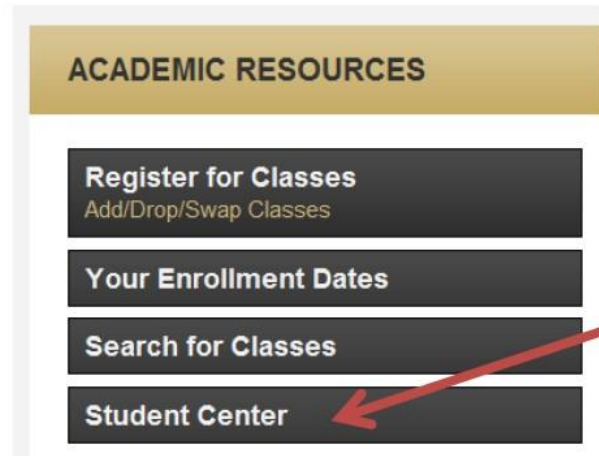 ACADEMIC RESOURCES
Register for Classes
Add/Drop/Swap Classes
Your Enrollment Dates
Search for Classes
Student Center